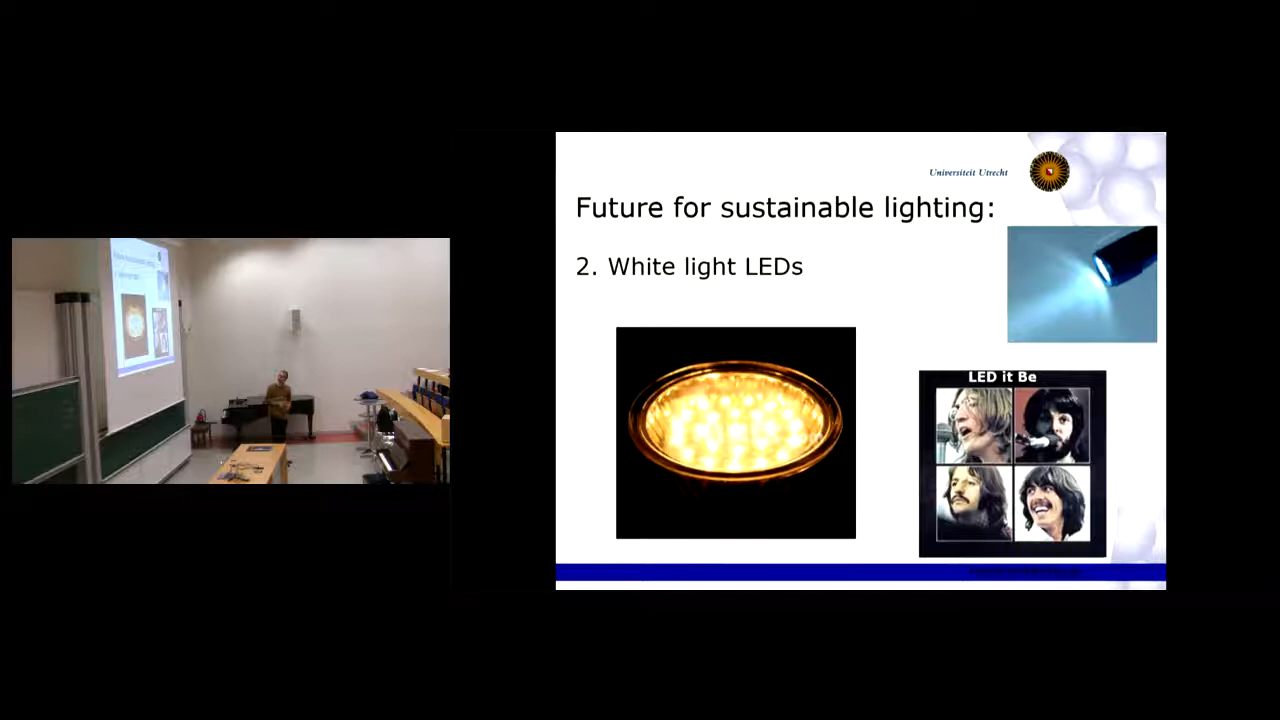 Universiteit Utrecht
Future for sustainable lighting:
2. White light LEDs
LED it Be